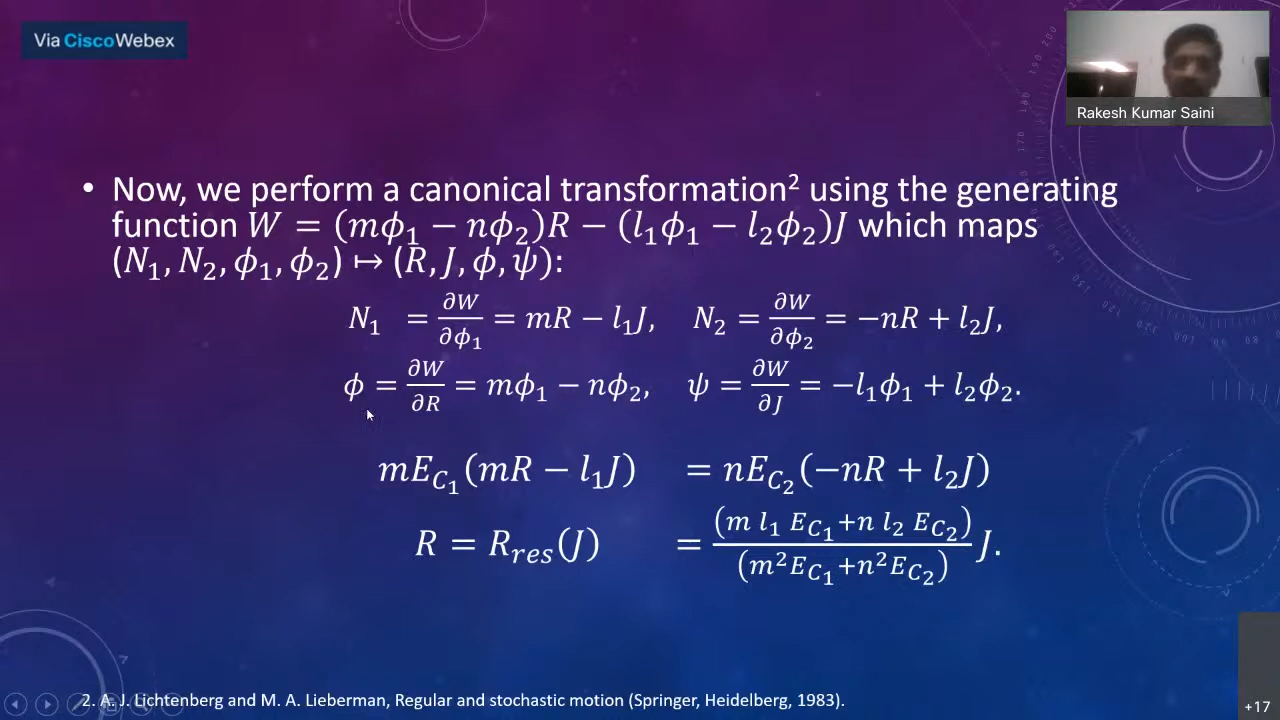 Via CiscoWebex
Rakesh Kumar Saini
• Now, we perform a canonical transformation² using the generating
function W = (mϕ₁ − nϕ₂)R − (l₁ϕ₁ − l₂ϕ₂)J which maps
(N₁, N₂, ϕ₁, ϕ₂) ↦ (R, J, ϕ, ψ):
N₁ = ∂W/∂ϕ₁ = mR − l₁J, N₂ = ∂W/∂ϕ₂ = −nR + l₂J,
ϕ = ∂W/∂R = mϕ₁ − nϕ₂, ψ = ∂W/∂J = −l₁ϕ₁ + l₂ϕ₂.
mE_{C₁}(mR − l₁J) = nE_{C₂}(−nR + l₂J)
R = R_{res}(J) = (m l₁ E_{C₁}+n l₂ E_{C₂})/(m²E_{C₁}+n²E_{C₂}) J.
2. A. J. Lichtenberg and M. A. Lieberman, Regular and stochastic motion (Springer, Heidelberg, 1983).
+17